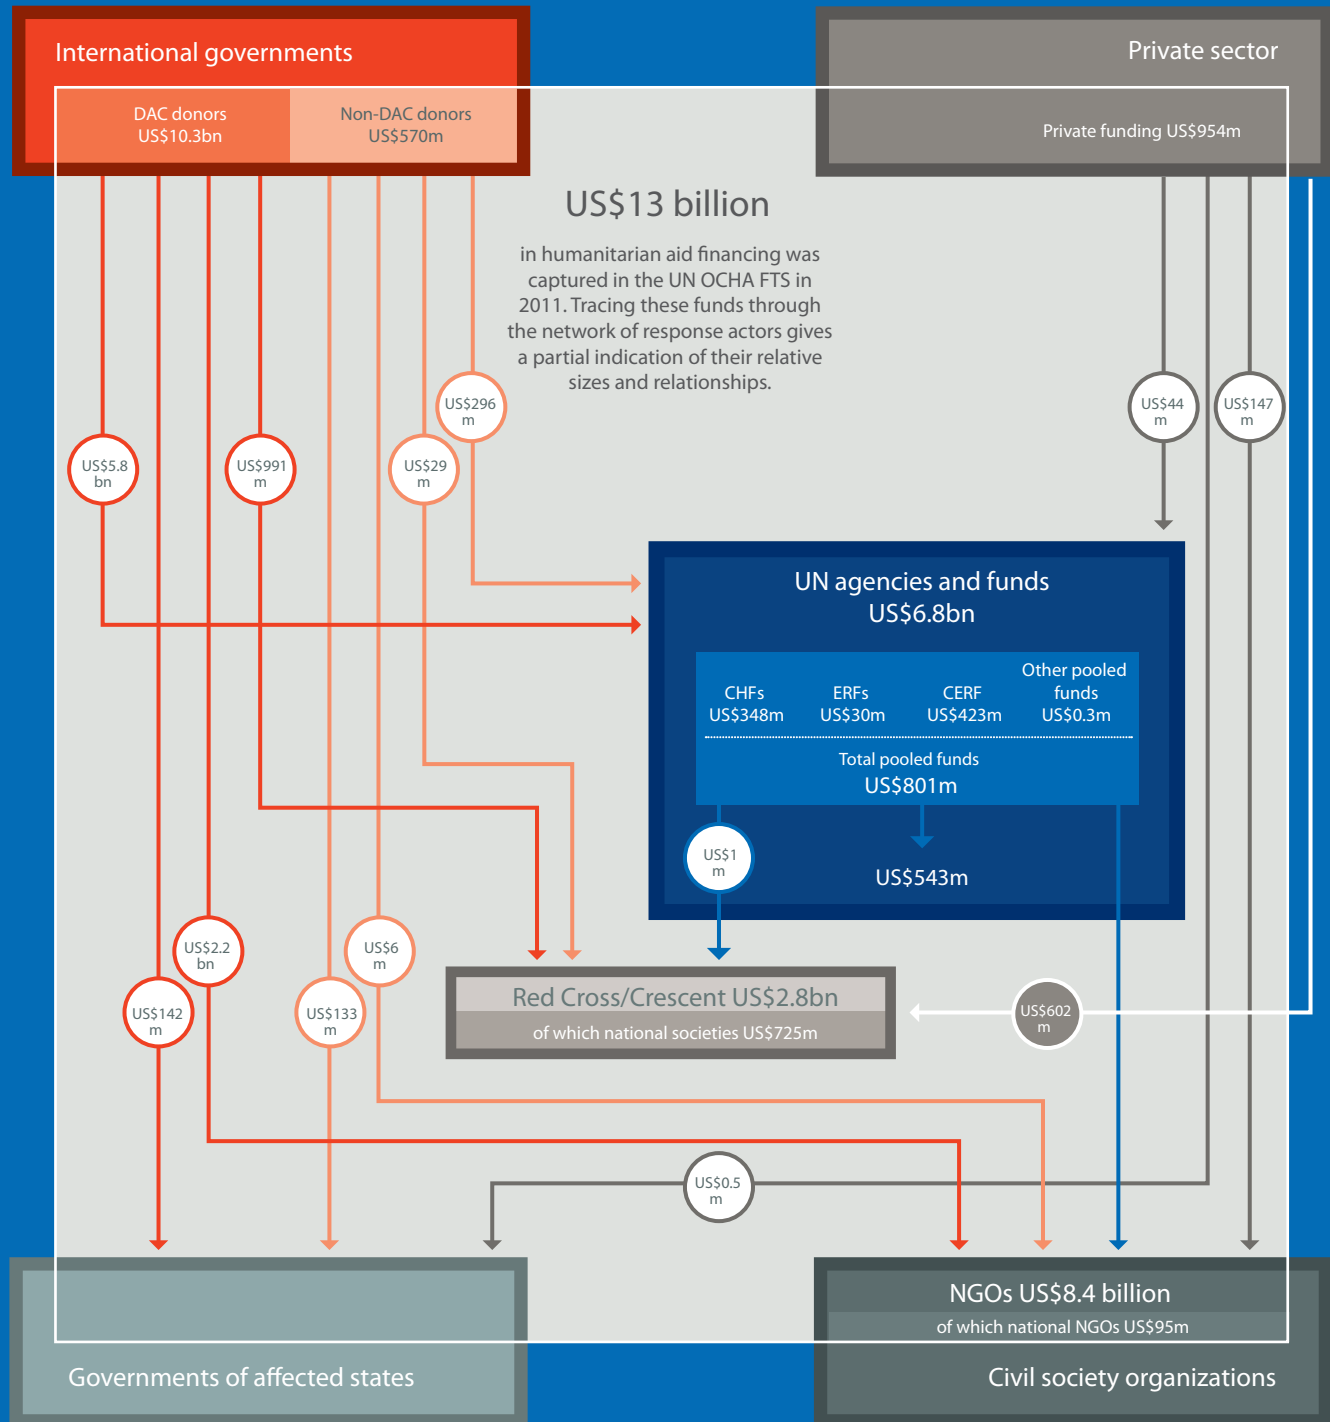 International governments
Private sector
DAC donors
US$10.3bn
Non-DAC donors
US$570m
Private funding US$954m
US$13 billion
in humanitarian aid financing was
captured in the UN OCHA FTS in
2011. Tracing these funds through
the network of response actors gives
a partial indication of their relative
sizes and relationships.
US$296
m
US$44
m
US$147
m
US$5.8
bn
US$991
m
US$29
m
UN agencies and funds
US$6.8bn
CHFs
US$348m
ERFs
US$30m
CERF
US$423m
Other pooled
funds
US$0.3m
Total pooled funds
US$801m
US$1
m
US$543m
US$2.2
bn
US$6
m
US$142
m
US$133
m
Red Cross/Crescent US$2.8bn
of which national societies US$725m
US$602
m
US$0.5
m
NGOs US$8.4 billion
of which national NGOs US$95m
Governments of affected states
Civil society organizations